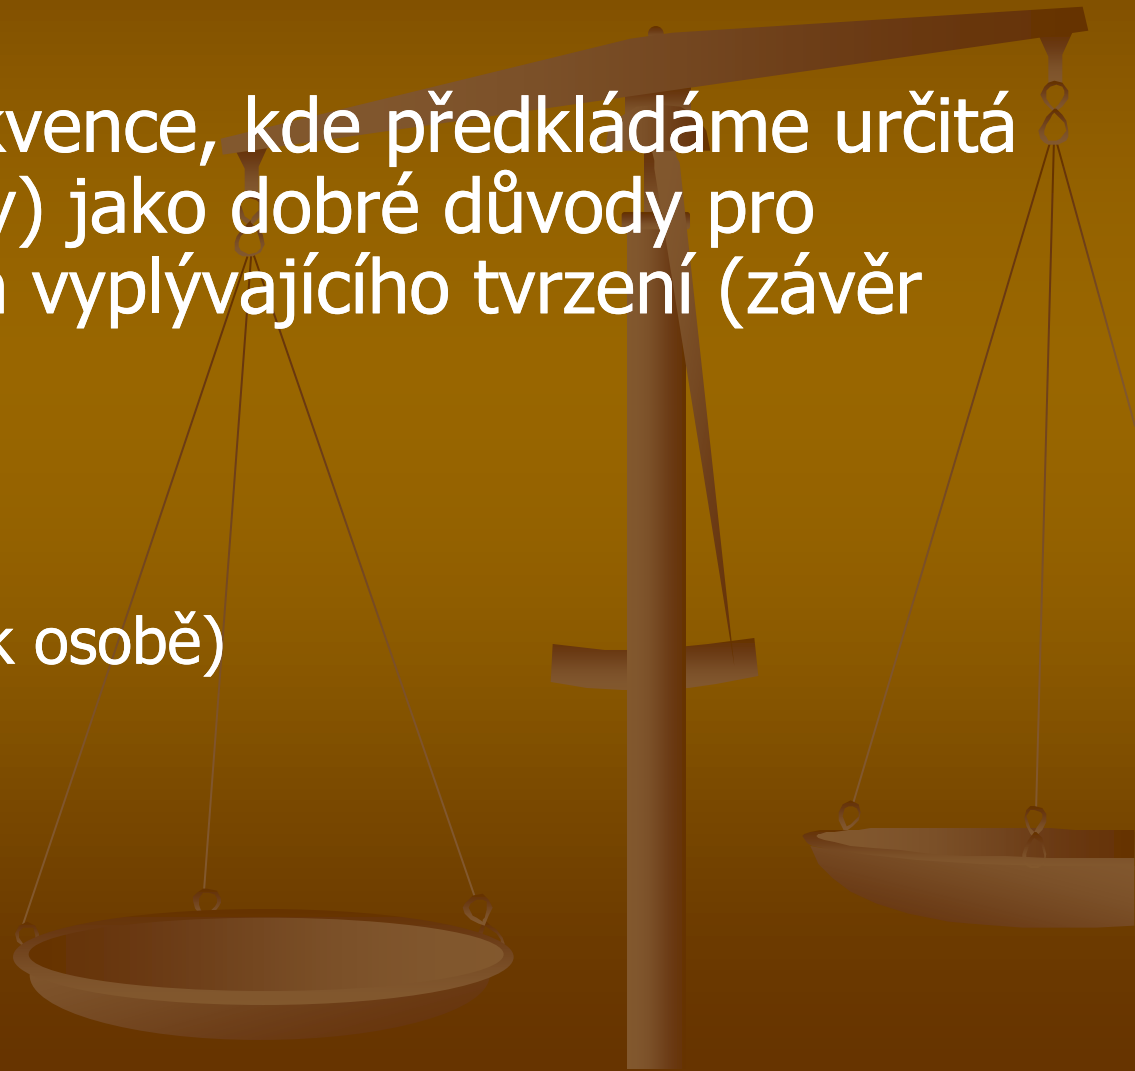 kvence, kde předkládáme určitá
y) jako dobré důvody pro
vyplývajícího tvrzení (závěr
k osobě)